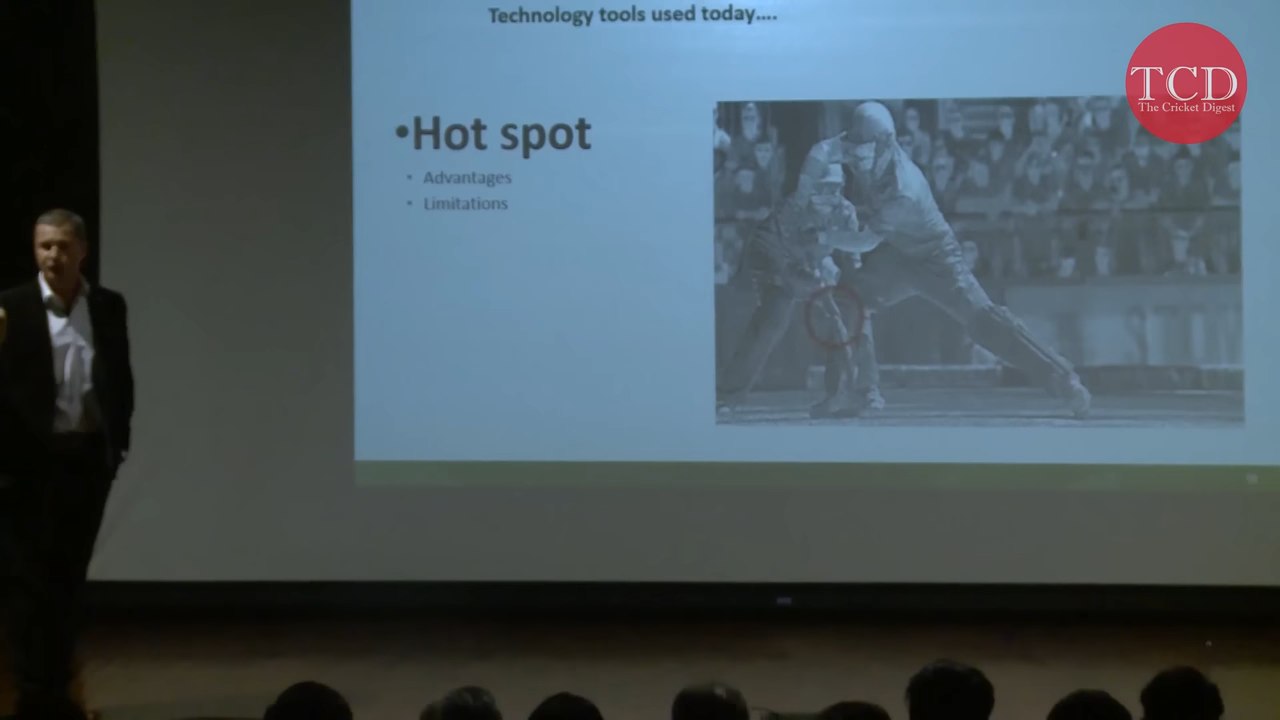 Technology tools used today....
•Hot spot
• Advantages
• Limitations
TCD
The Cricket Digest